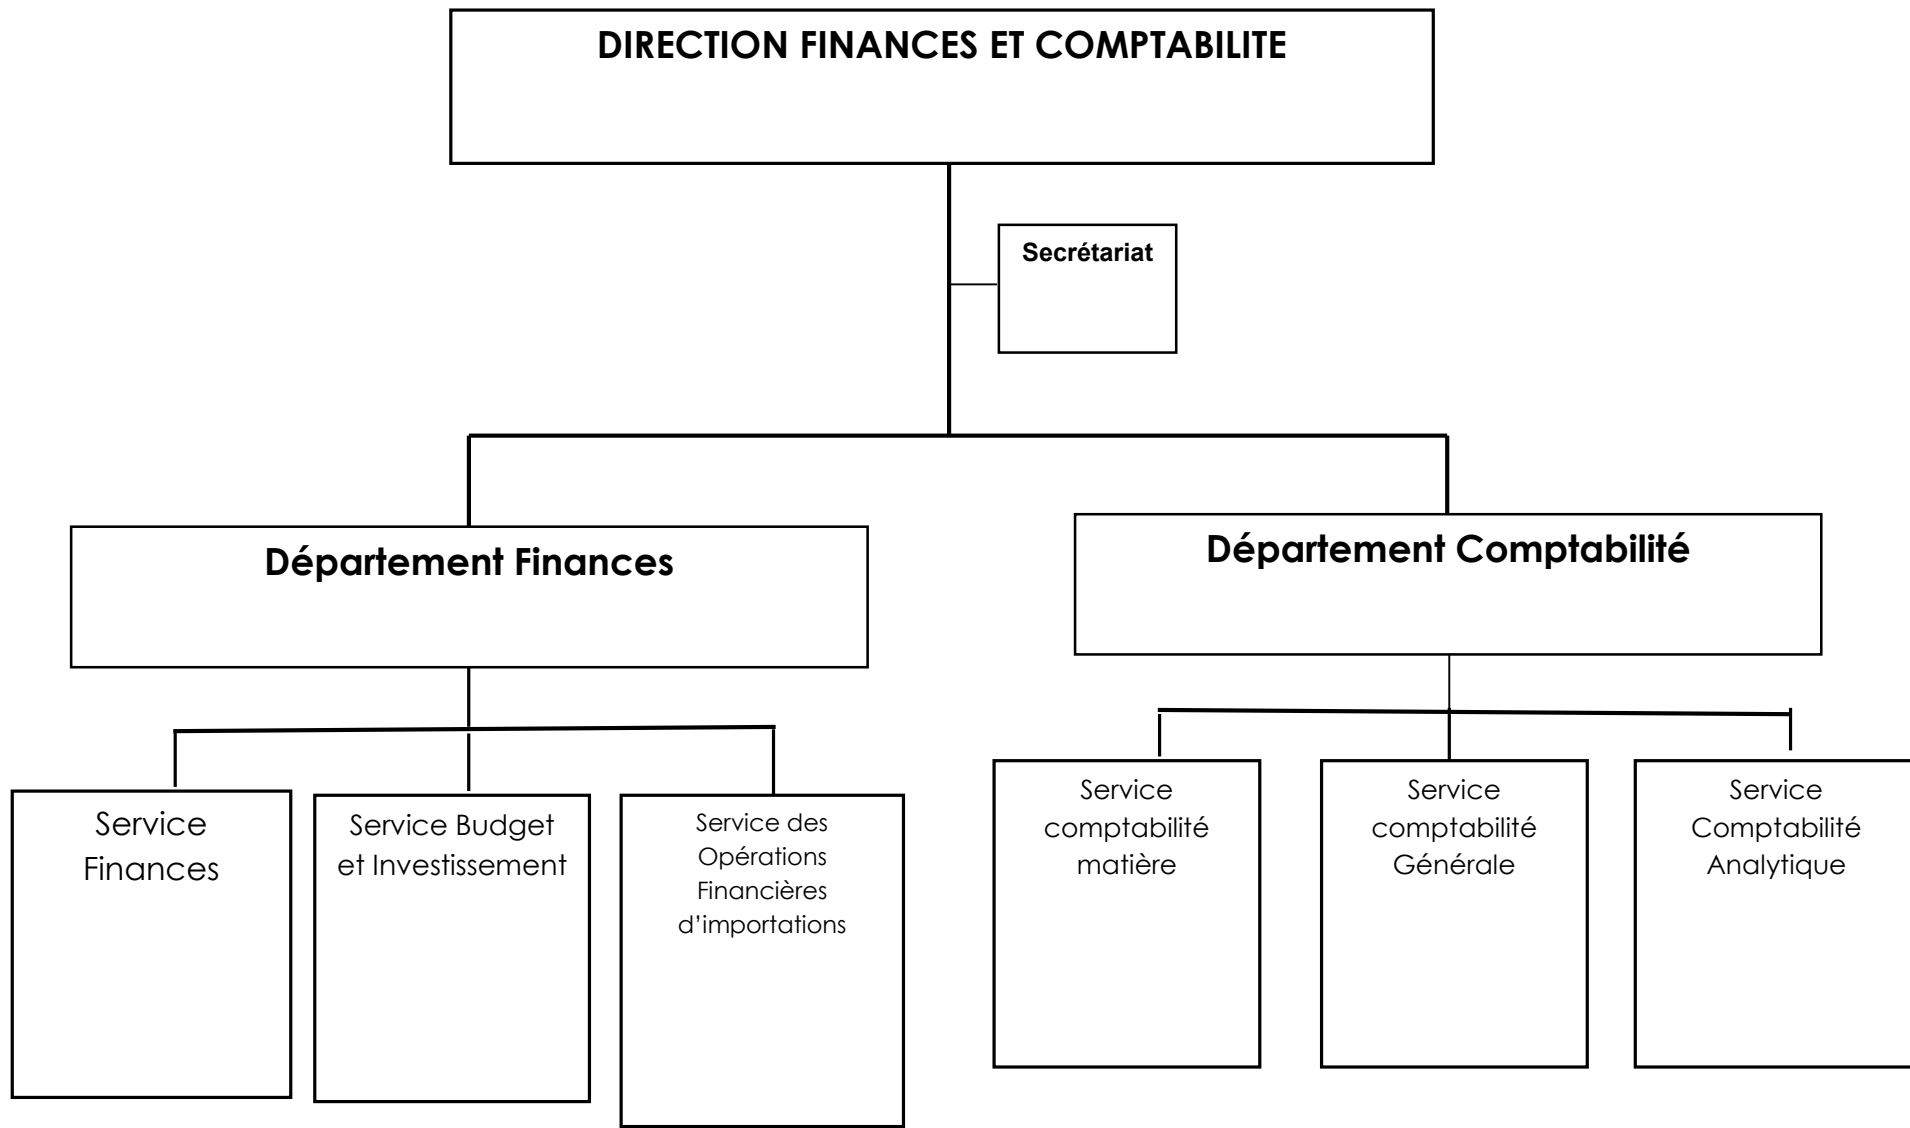 DIRECTION FINANCES ET COMPTABILITE
Secrétariat
Département Finances
Département Comptabilité
Service
Finances
Service Budget
et Investissement
Service des
Opérations
Financières
d'importations
Service
comptabilité
matière
Service
comptabilité
Générale
Service
Comptabilité
Analytique